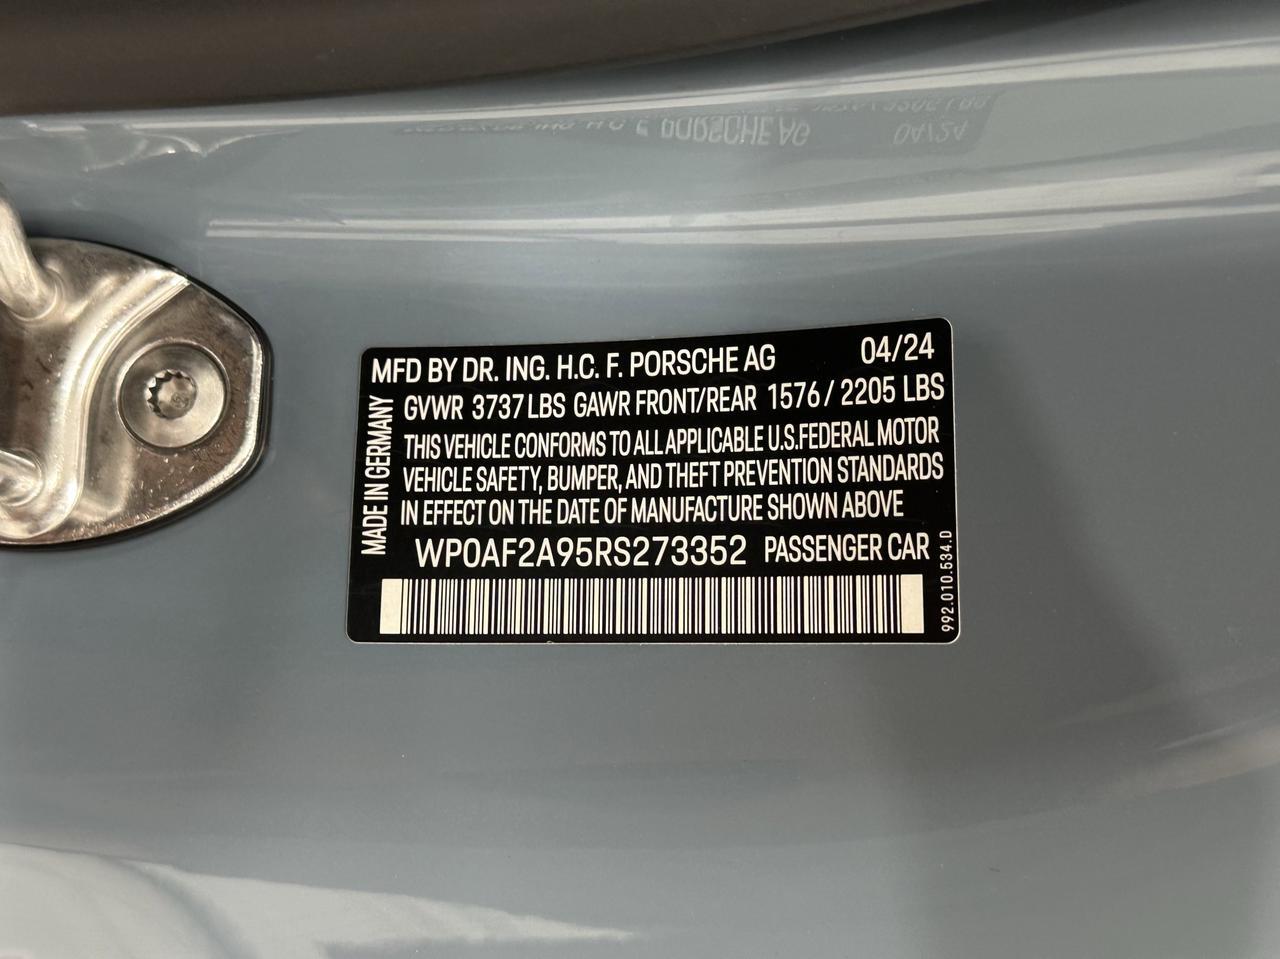 MFD BY DR. ING. H.C. F. PORSCHE AG 04/24
GVWR 3737 LBS GAWR FRONT/REAR 1576 / 2205 LBS
THIS VEHICLE CONFORMS TO ALL APPLICABLE U.S.FEDERAL MOTOR
VEHICLE SAFETY, BUMPER, AND THEFT PREVENTION STANDARDS
IN EFFECT ON THE DATE OF MANUFACTURE SHOWN ABOVE
WP0AF2A95RS273352 PASSENGER CAR
MADE IN GERMANY
992.010.534.D